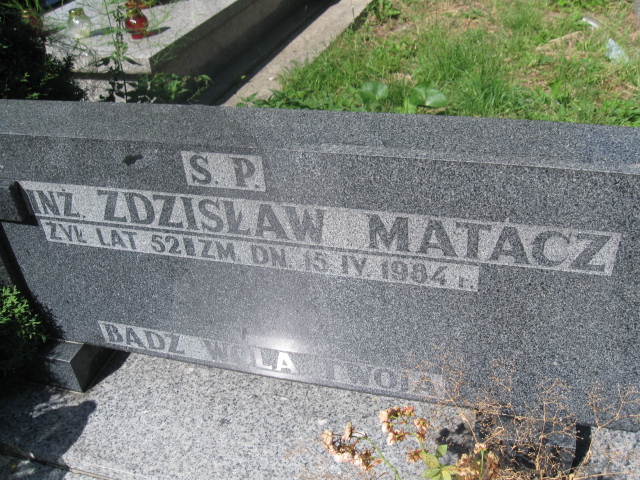 S. P.
INŻ. ZDZISŁAW MATACZ
ŻYŁ LAT 52 I ZM. DN. 15. IV. 1984 r.
BĄDŹ WOLA TWOJA